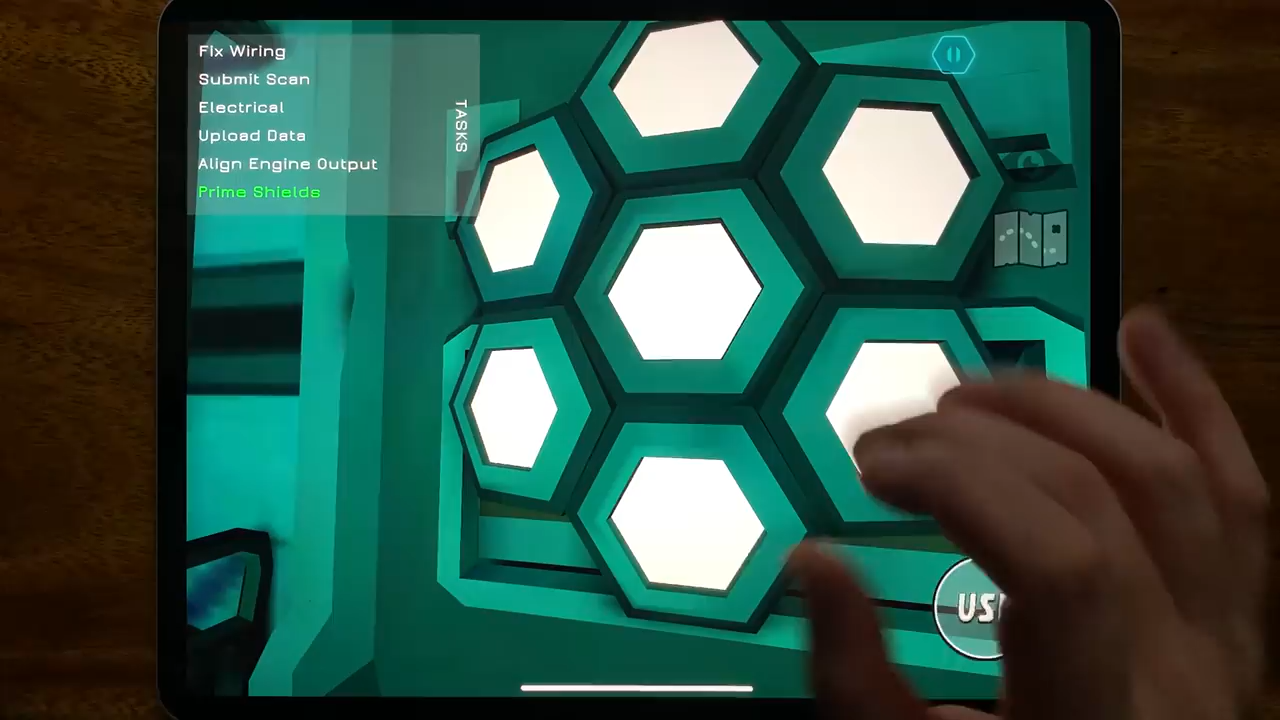 Fix Wiring
Submit Scan
Electrical
Upload Data
Align Engine Output
Prime Shields
TASKS